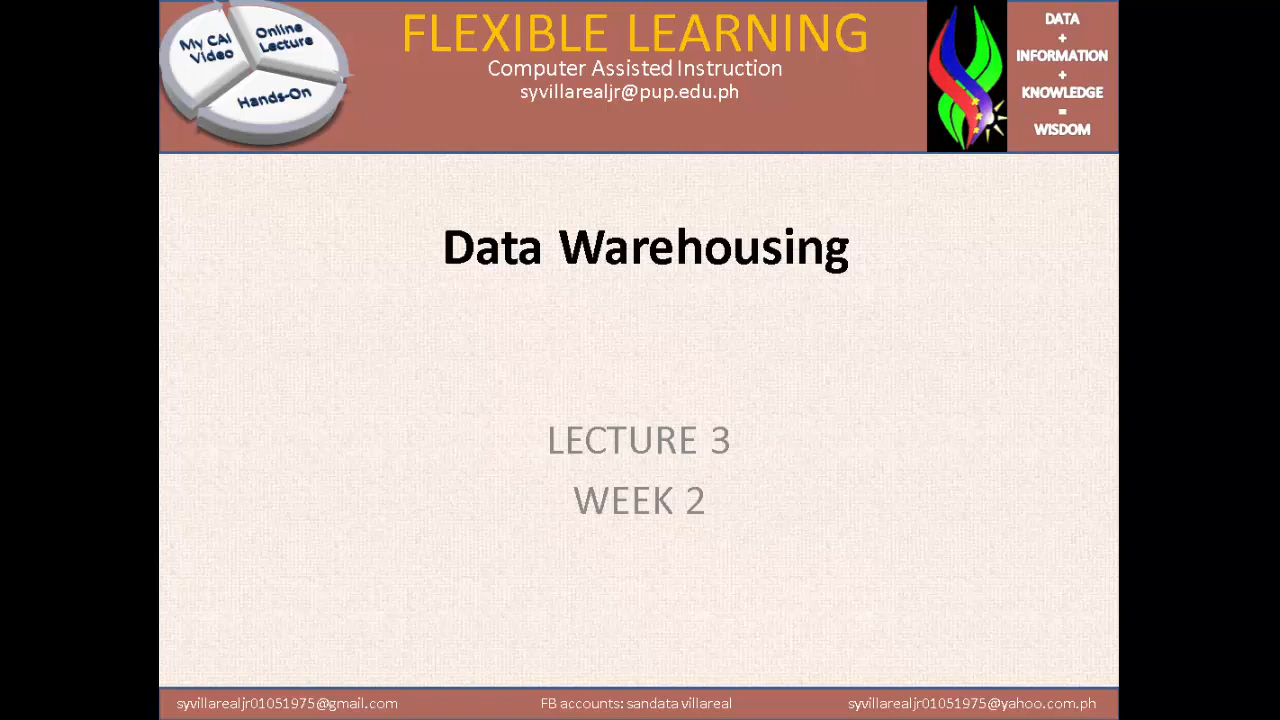 My CAI
Video
Online
Lecture
Hands-On
FLEXIBLE LEARNING
Computer Assisted Instruction
syvillarealjr@pup.edu.ph
DATA
+
INFORMATION
+
KNOWLEDGE
=
WISDOM
Data Warehousing
LECTURE 3
WEEK 2
syvillarealjr01051975@gmail.com
FB accounts: sandata villareal
syvillarealjr01051975@yahoo.com.ph